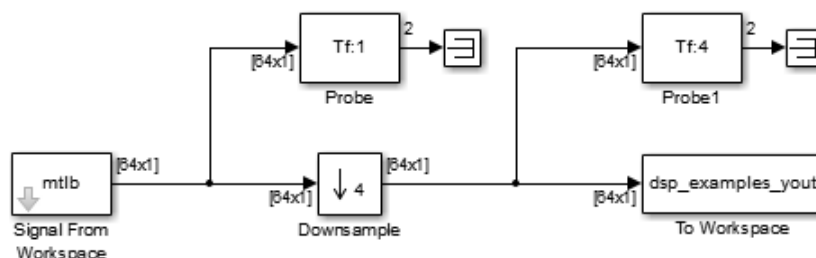 Tf:1
2
[64x1]
Probe
Tf:4
2
[64x1]
Probe1
mtlb
[64x1]
Signal From
Workspace
[64x1]
4
[64x1]
Downsample
[64x1]
dsp_examples_yout
To Workspace